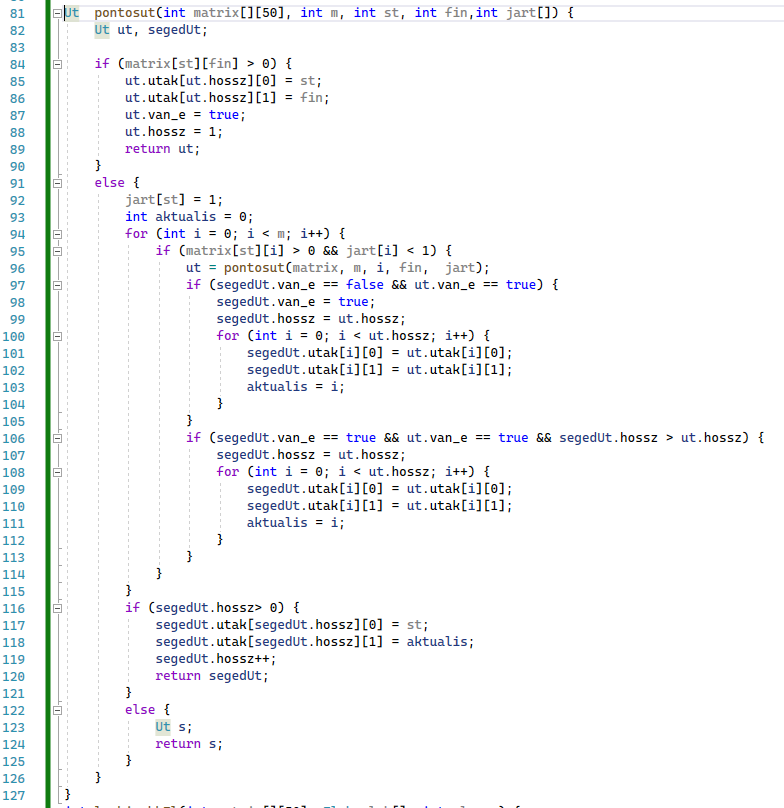 81 Ut  pontosut(int matrix[][50], int m, int st, int fin,int jart[]) {
82     Ut ut, segedUt;
83
84     if (matrix[st][fin] > 0) {
85         ut.utak[ut.hossz][0] = st;
86         ut.utak[ut.hossz][1] = fin;
87         ut.van_e = true;
88         ut.hossz = 1;
89         return ut;
90     }
91     else {
92         jart[st] = 1;
93         int aktualis = 0;
94         for (int i = 0; i < m; i++) {
95             if (matrix[st][i] > 0 && jart[i] < 1) {
96                 ut = pontosut(matrix, m, i, fin,  jart);
97                 if (segedUt.van_e == false && ut.van_e == true) {
98                     segedUt.van_e = true;
99                     segedUt.hossz = ut.hossz;
100                     for (int i = 0; i < ut.hossz; i++) {
101                         segedUt.utak[i][0] = ut.utak[i][0];
102                         segedUt.utak[i][1] = ut.utak[i][1];
103                         aktualis = i;
104                     }
105                 }
106                 if (segedUt.van_e == true && ut.van_e == true && segedUt.hossz > ut.hossz) {
107                     segedUt.hossz = ut.hossz;
108                     for (int i = 0; i < ut.hossz; i++) {
109                         segedUt.utak[i][0] = ut.utak[i][0];
110                         segedUt.utak[i][1] = ut.utak[i][1];
111                         aktualis = i;
112                     }
113                 }
114             }
115         }
116         if (segedUt.hossz> 0) {
117             segedUt.utak[segedUt.hossz][0] = st;
118             segedUt.utak[segedUt.hossz][1] = aktualis;
119             segedUt.hossz++;
120             return segedUt;
121         }
122         else {
123             Ut s;
124             return s;
125         }
126     }
127 }